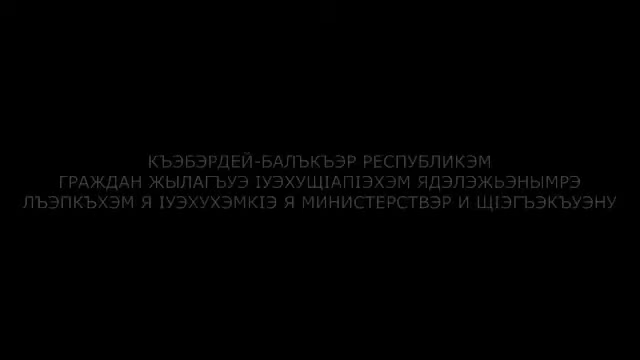 КЪЭБЭРДЕЙ-БАЛЪКЪЭР РЕСПУБЛИКЭМ
ГРАЖДАН ЖЫЛАГЪУЭ IУЭХУЩIАПIЭХЭМ ЯДЭЛЭЖЬЭНЫМРЭ
ЛЪЭПКЪХЭМ Я IУЭХУХЭМКIЭ Я МИНИСТЕРСТВЭР И ЩIЭГЪЭКЪУЭНУ